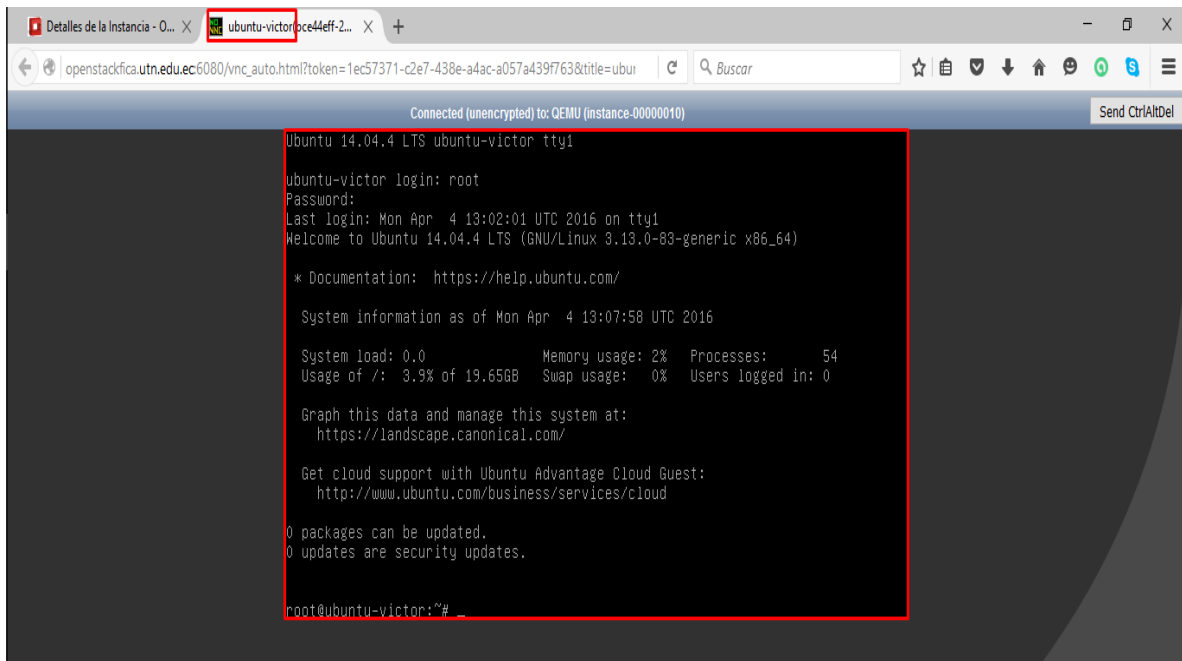 Detalles de la Instancia - O...
ubuntu-victor(bce44eff-2...
openstackfica.utn.edu.ec:6080/vnc_auto.html?token=1ec57371-c2e7-438e-a4ac-a057a439f763&title=ubur
Buscar
Connected (unencrypted) to: QEMU (instance-00000010)
Send CtrlAltDel
Ubuntu 14.04.4 LTS ubuntu-victor tty1
ubuntu-victor login: root
Password:
Last login: Mon Apr  4 13:02:01 UTC 2016 on tty1
Welcome to Ubuntu 14.04.4 LTS (GNU/Linux 3.13.0-83-generic x86_64)
* Documentation:  https://help.ubuntu.com/
System information as of Mon Apr  4 13:07:58 UTC 2016
System load: 0.0 Memory usage: 2% Processes: 54
Usage of /: 3.9% of 19.65GB Swap usage: 0% Users logged in: 0
Graph this data and manage this system at:
https://landscape.canonical.com/
Get cloud support with Ubuntu Advantage Cloud Guest:
http://www.ubuntu.com/business/services/cloud
0 packages can be updated.
0 updates are security updates.
root@ubuntu-victor:~# _